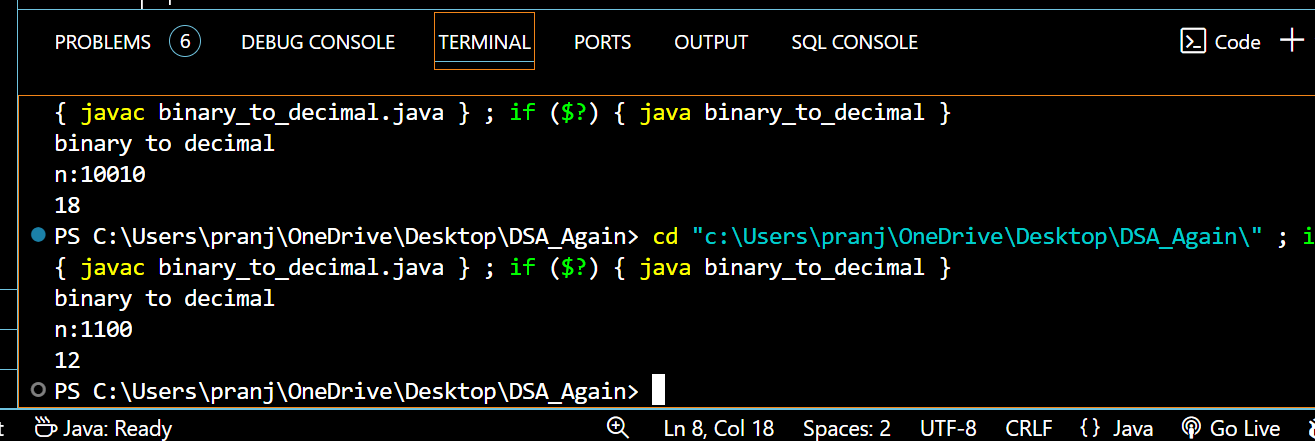 PROBLEMS 6 DEBUG CONSOLE TERMINAL PORTS OUTPUT SQL CONSOLE Code
{ javac binary_to_decimal.java } ; if ($?) { java binary_to_decimal }
binary to decimal
n:10010
18
PS C:\Users\pranj\OneDrive\Desktop\DSA_Again> cd "c:\Users\pranj\OneDrive\Desktop\DSA_Again\" ; i
{ javac binary_to_decimal.java } ; if ($?) { java binary_to_decimal }
binary to decimal
n:1100
12
PS C:\Users\pranj\OneDrive\Desktop\DSA_Again>
Java: Ready Ln 8, Col 18 Spaces: 2 UTF-8 CRLF {} Java Go Live